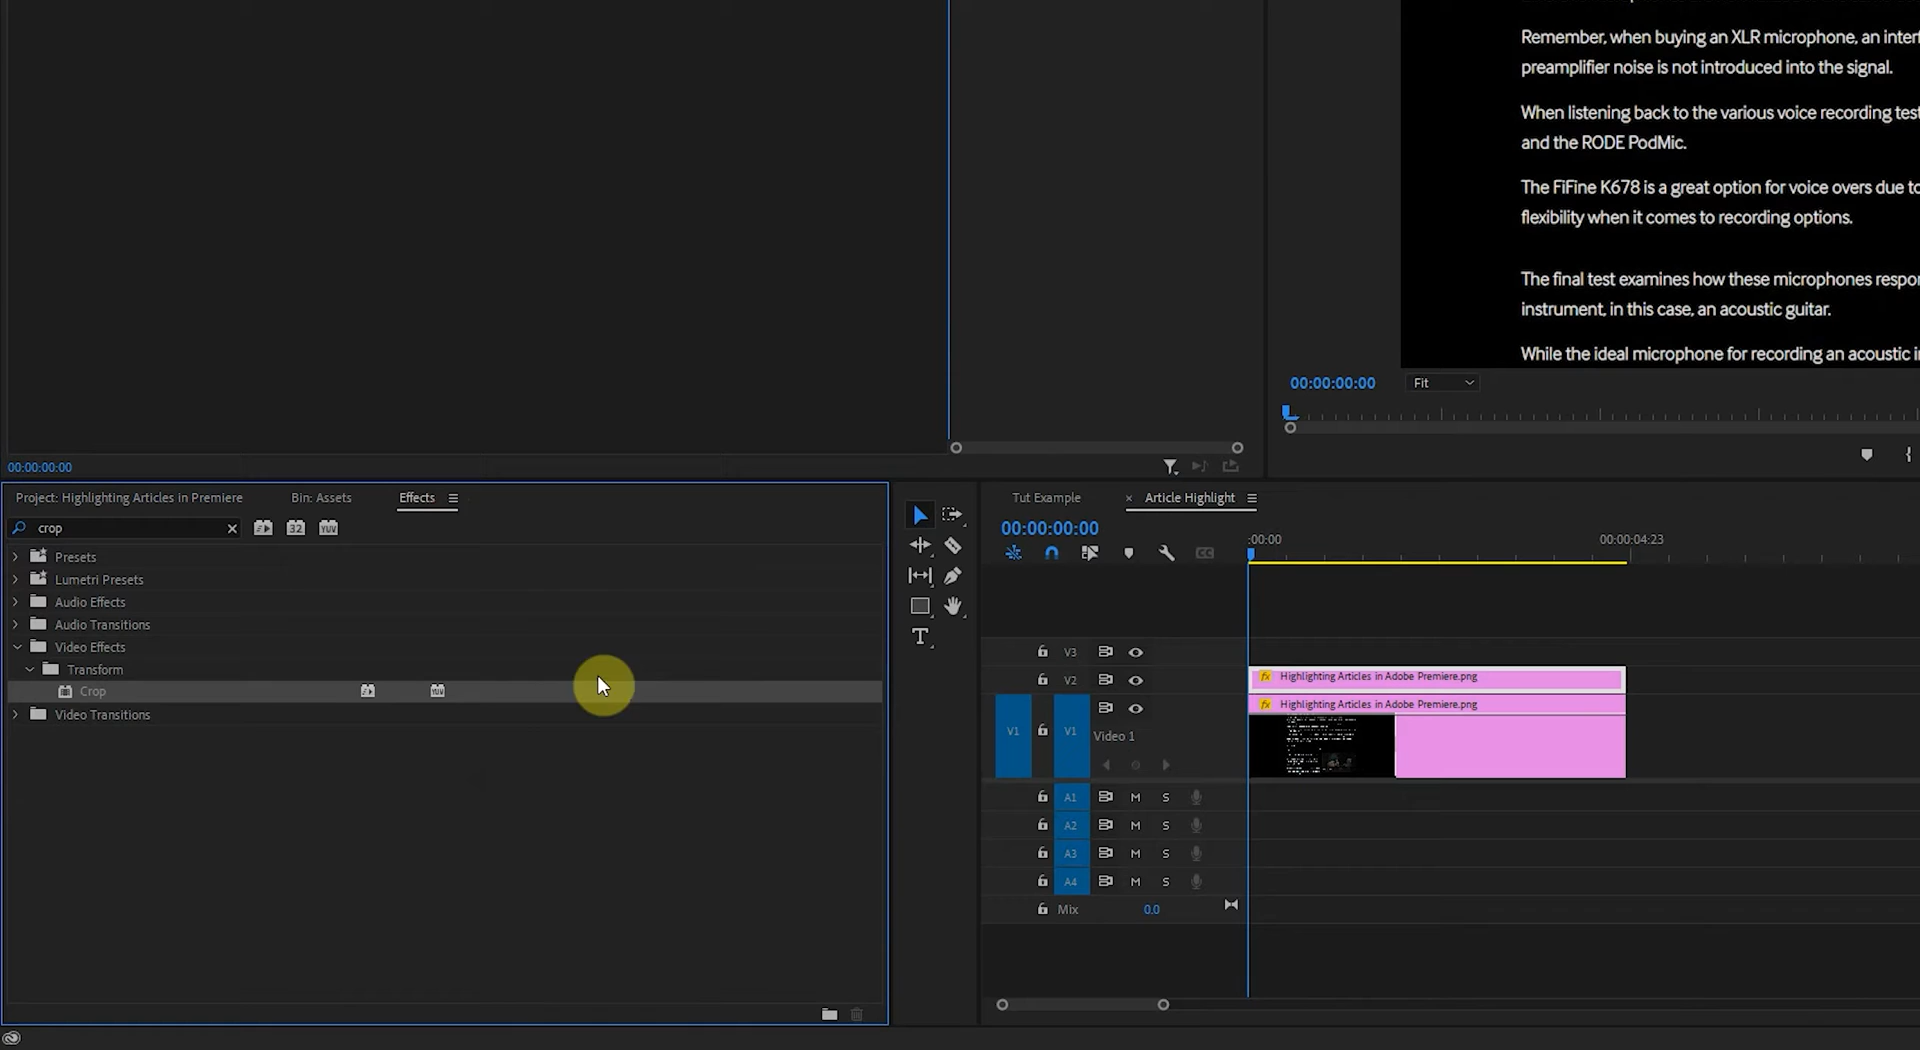 Remember, when buying an XLR microphone, an interf
preamplifier noise is not introduced into the signal.
When listening back to the various voice recording test
and the RODE PodMic.
The FiFine K678 is a great option for voice overs due to
flexibility when it comes to recording options.
The final test examines how these microphones respon
instrument, in this case, an acoustic guitar.
While the ideal microphone for recording an acoustic i
00:00:00:00 Fit
00:00:00:00
Project: Highlighting Articles in Premiere Bin: Assets Effects
crop 32 YUV
Presets
Lumetri Presets
Audio Effects
Audio Transitions
Video Effects
Transform
Crop YUV
Video Transitions
T
Tut Example × Article Highlight
00:00:00:00
CC
:00:00 00:00:04:23
V3
V2 fx Highlighting Articles in Adobe Premiere.png
fx Highlighting Articles in Adobe Premiere.png
V1 V1 Video 1
A1 M S
A2 M S
A3 M S
A4 M S
Mix 0.0